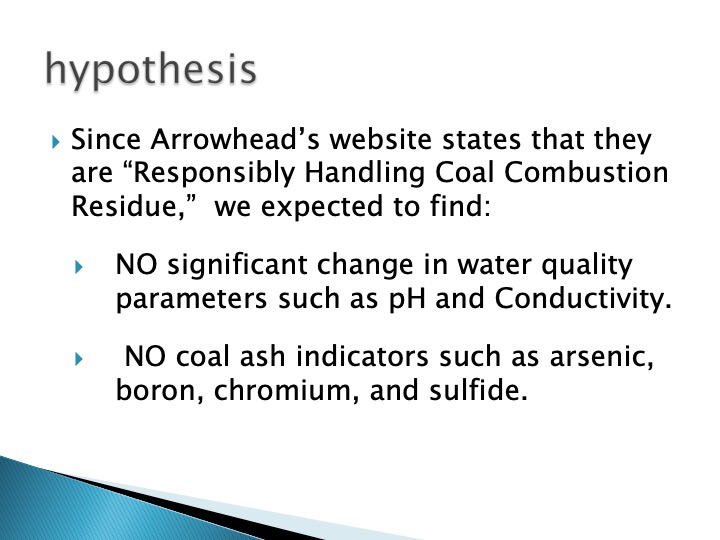 hypothesis
Since Arrowhead’s website states that they
are “Responsibly Handling Coal Combustion
Residue,”  we expected to find:
NO significant change in water quality
parameters such as pH and Conductivity.
NO coal ash indicators such as arsenic,
boron, chromium, and sulfide.